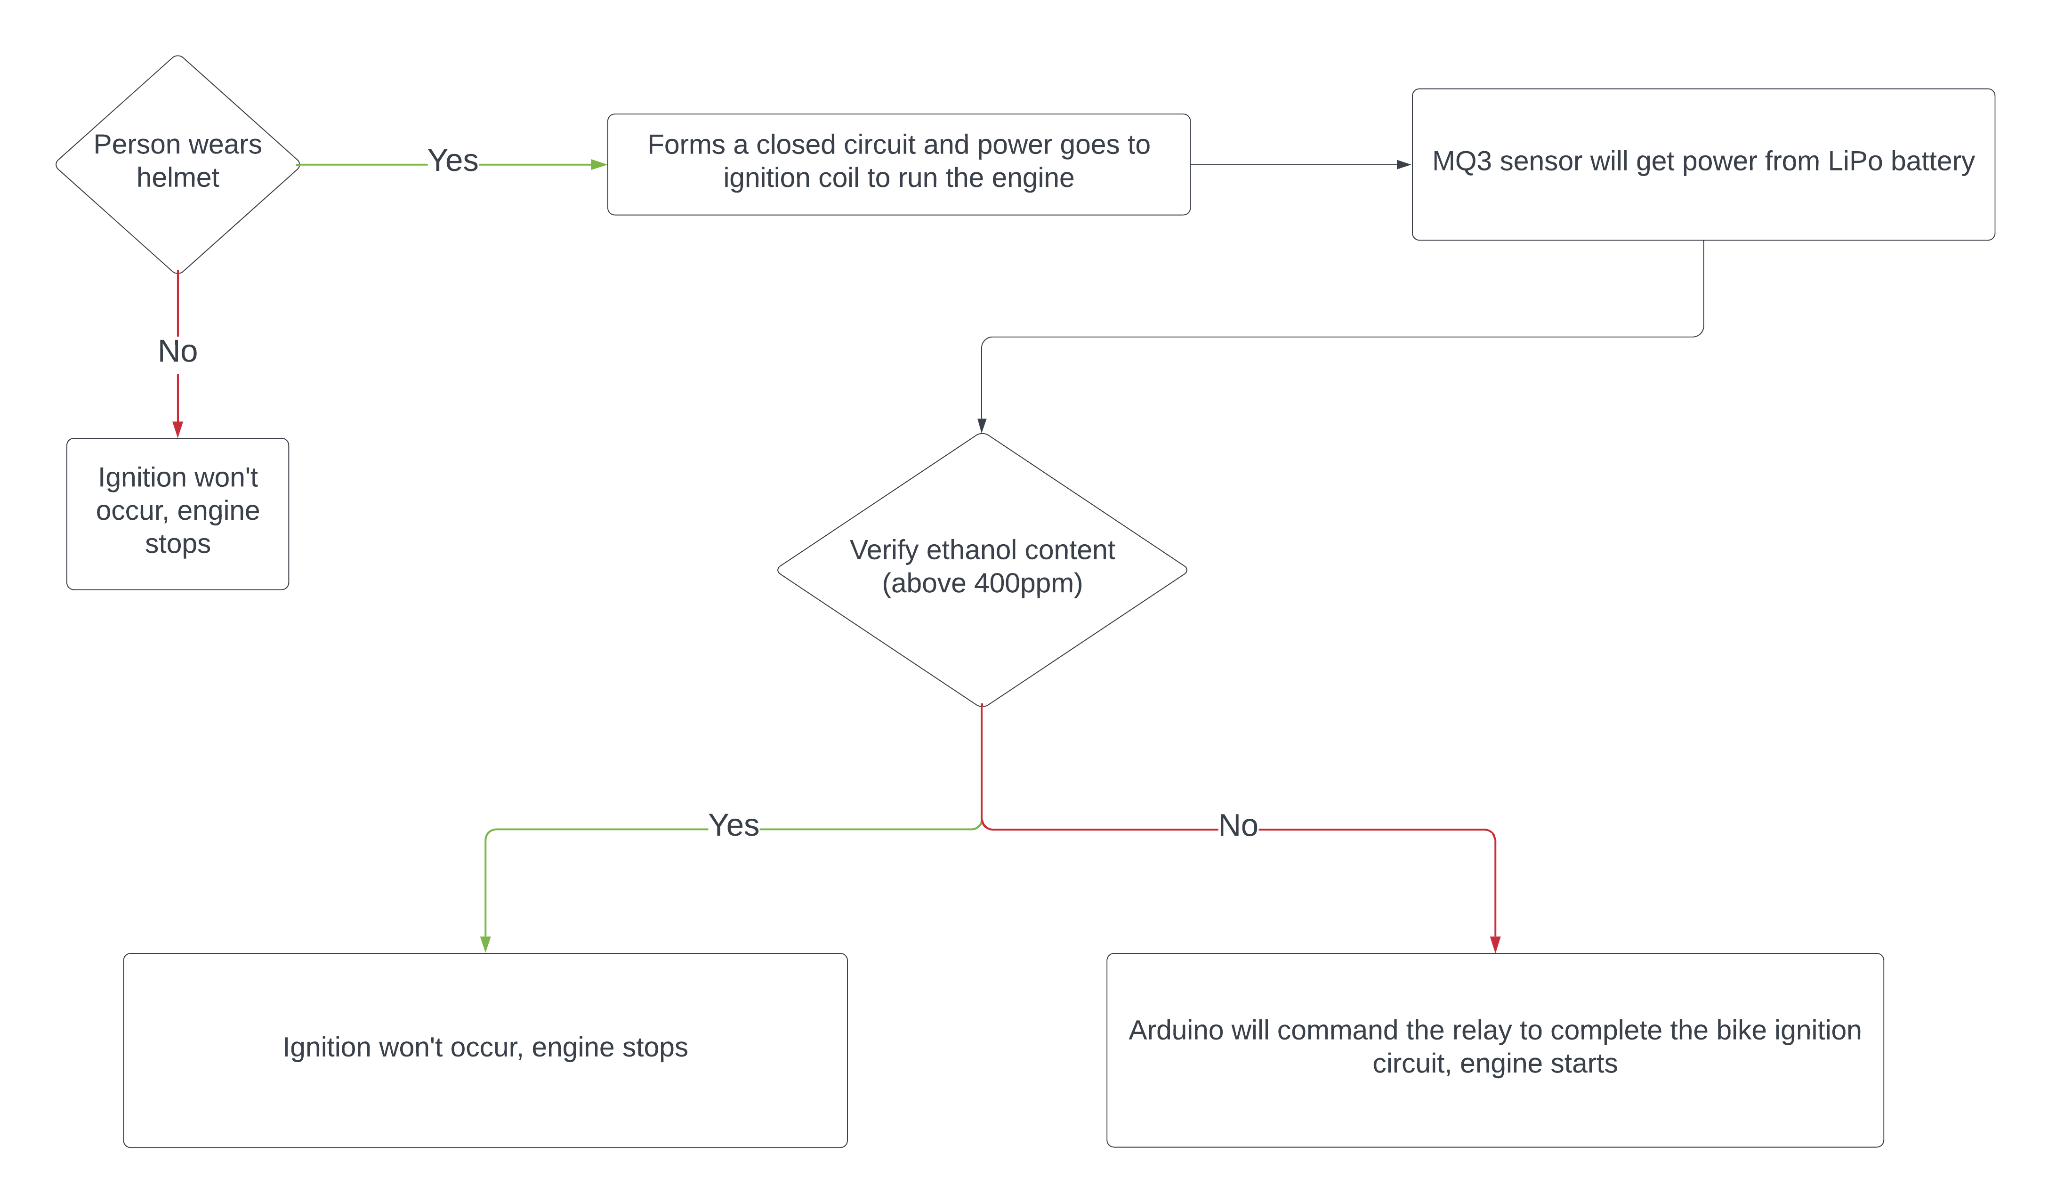 Person wears
helmet
Yes
Forms a closed circuit and power goes to
ignition coil to run the engine
MQ3 sensor will get power from LiPo battery
No
Ignition won't
occur, engine
stops
Verify ethanol content
(above 400ppm)
Yes
No
Ignition won't occur, engine stops
Arduino will command the relay to complete the bike ignition
circuit, engine starts